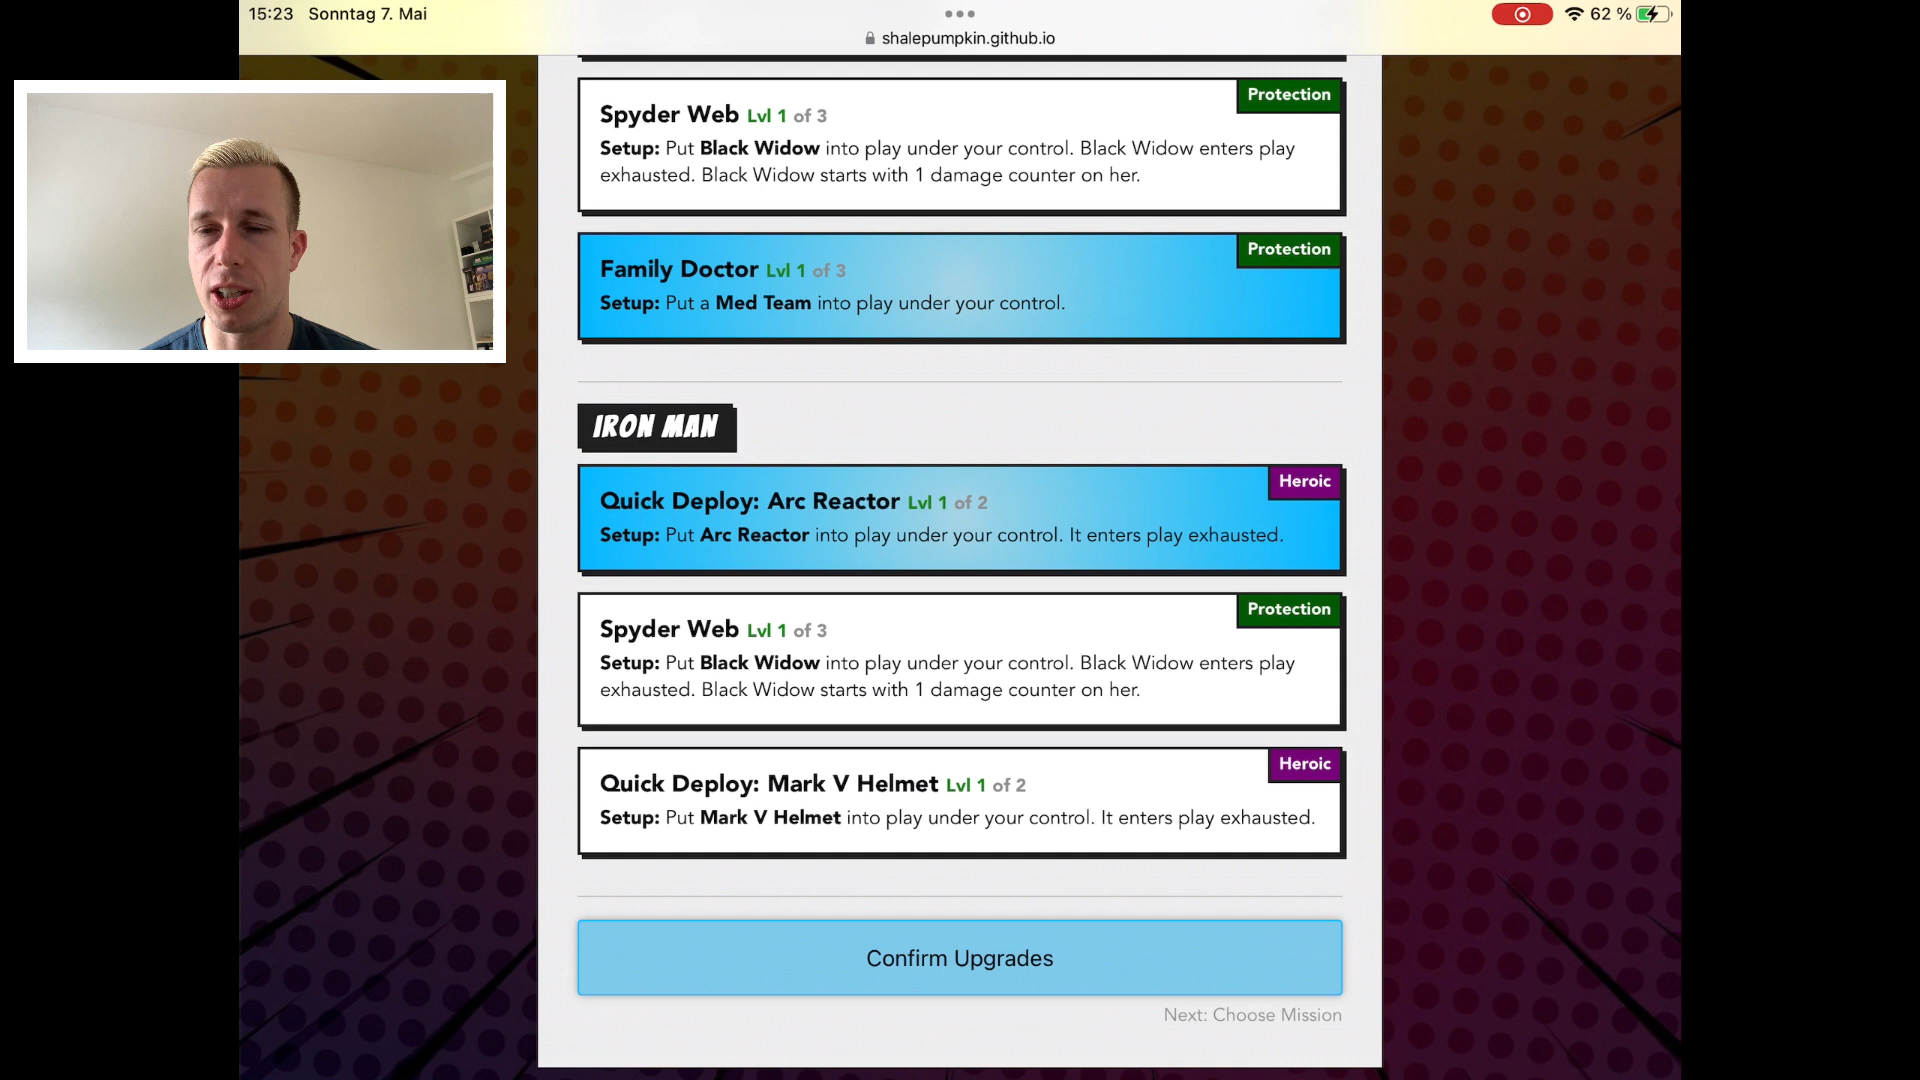 15:23 Sonntag 7. Mai
62 %
shalepumpkin.github.io
Protection
Spyder Web Lvl 1 of 3
Setup: Put Black Widow into play under your control. Black Widow enters play
exhausted. Black Widow starts with 1 damage counter on her.
Protection
Family Doctor Lvl 1 of 3
Setup: Put a Med Team into play under your control.
IRON MAN
Heroic
Quick Deploy: Arc Reactor Lvl 1 of 2
Setup: Put Arc Reactor into play under your control. It enters play exhausted.
Protection
Spyder Web Lvl 1 of 3
Setup: Put Black Widow into play under your control. Black Widow enters play
exhausted. Black Widow starts with 1 damage counter on her.
Heroic
Quick Deploy: Mark V Helmet Lvl 1 of 2
Setup: Put Mark V Helmet into play under your control. It enters play exhausted.
Confirm Upgrades
Next: Choose Mission